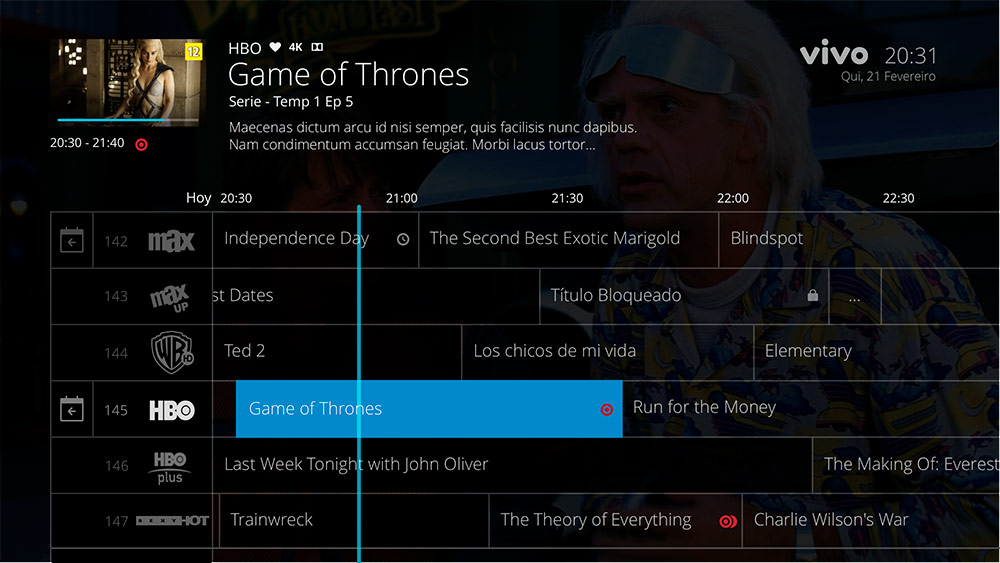 12
HBO 4K
Game of Thrones
Serie - Temp 1 Ep 5
Maecenas dictum arcu id nisi semper, quis facilisis nunc dapibus.
Nam condimentum accumsan feugiat. Morbi lacus tortor...
20:30 - 21:40
vivo 20:31
Qui, 21 Fevereiro
Hoy 20:30 21:00 21:30 22:00 22:30
142 max Independence Day The Second Best Exotic Marigold Blindspot
143 max UP st Dates Título Bloqueado ...
144 WB HD Ted 2 Los chicos de mi vida Elementary
145 HBO Game of Thrones Run for the Money
146 HBO plus Last Week Tonight with John Oliver The Making Of: Everest
147 Trainwreck The Theory of Everything Charlie Wilson's War